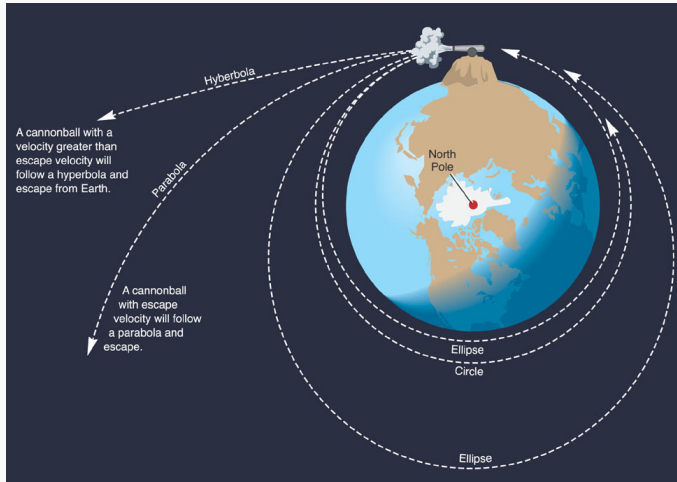 Hyberbola
A cannonball with a
velocity greater than
escape velocity will
follow a hyperbola and
escape from Earth.
Parabola
North
Pole
A cannonball
with escape
velocity will follow
a parabola and
escape.
Ellipse
Circle
Ellipse